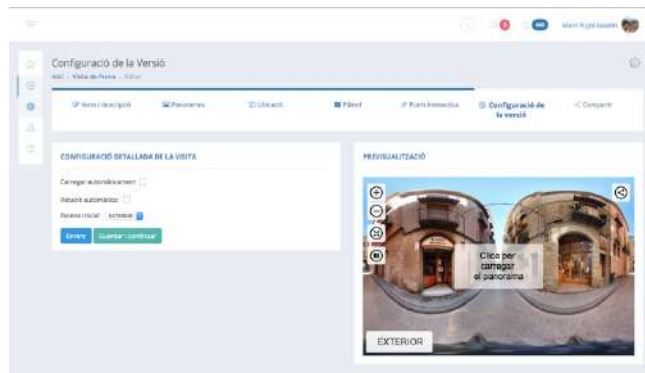 Configuració de la Versió
Inici / Visita de Prova / Editar
Nom i descripció
Panorames
Ubicació
Plànol
Punts Interactius
Configuració de
la versió
Compartir
CONFIGURACIÓ DETALLADA DE LA VISITA
Carregar automàticament
Rotació automàtica:
Escena Inicial: EXTERIOR
Enrere
Guardar i continuar
PREVISUALITZACIÓ
Clica per
carregar
el panorama
EXTERIOR